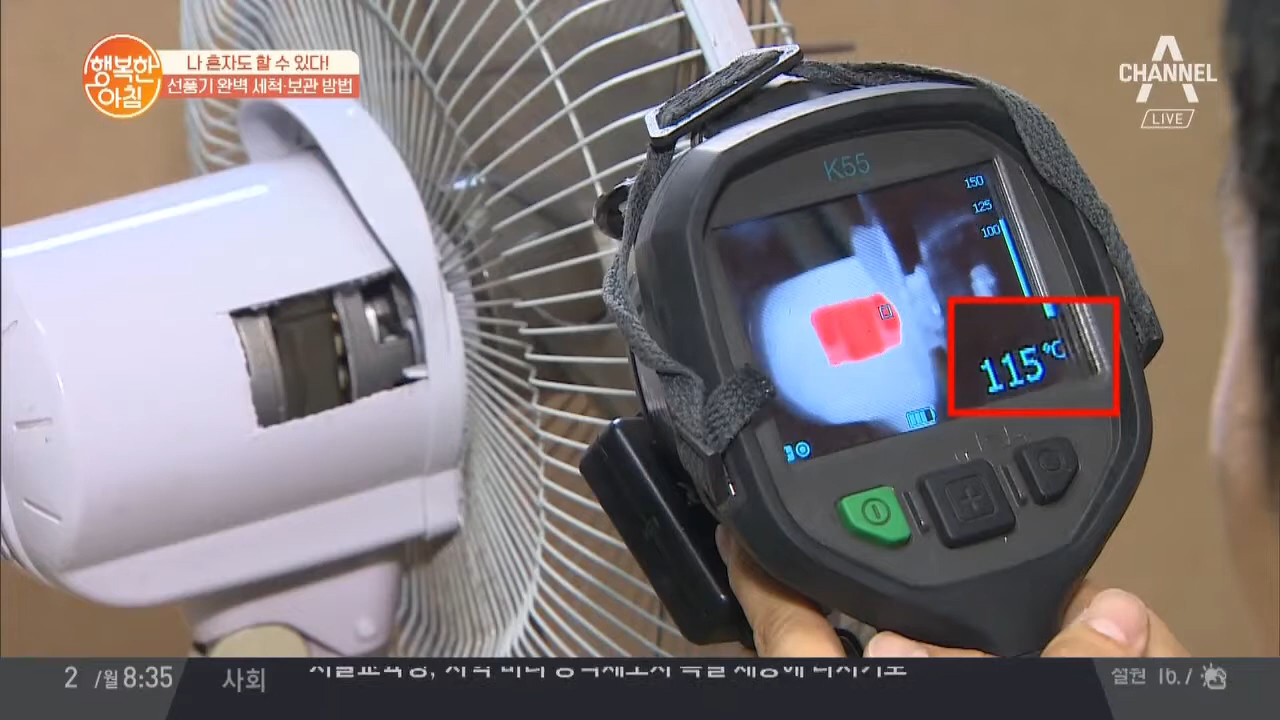 행복한
아침
나 혼자도 할 수 있다!
선풍기 완벽 세척·보관 방법
CHANNEL A
LIVE
K55
150
125
100
115℃
2 /월 8:35
사회